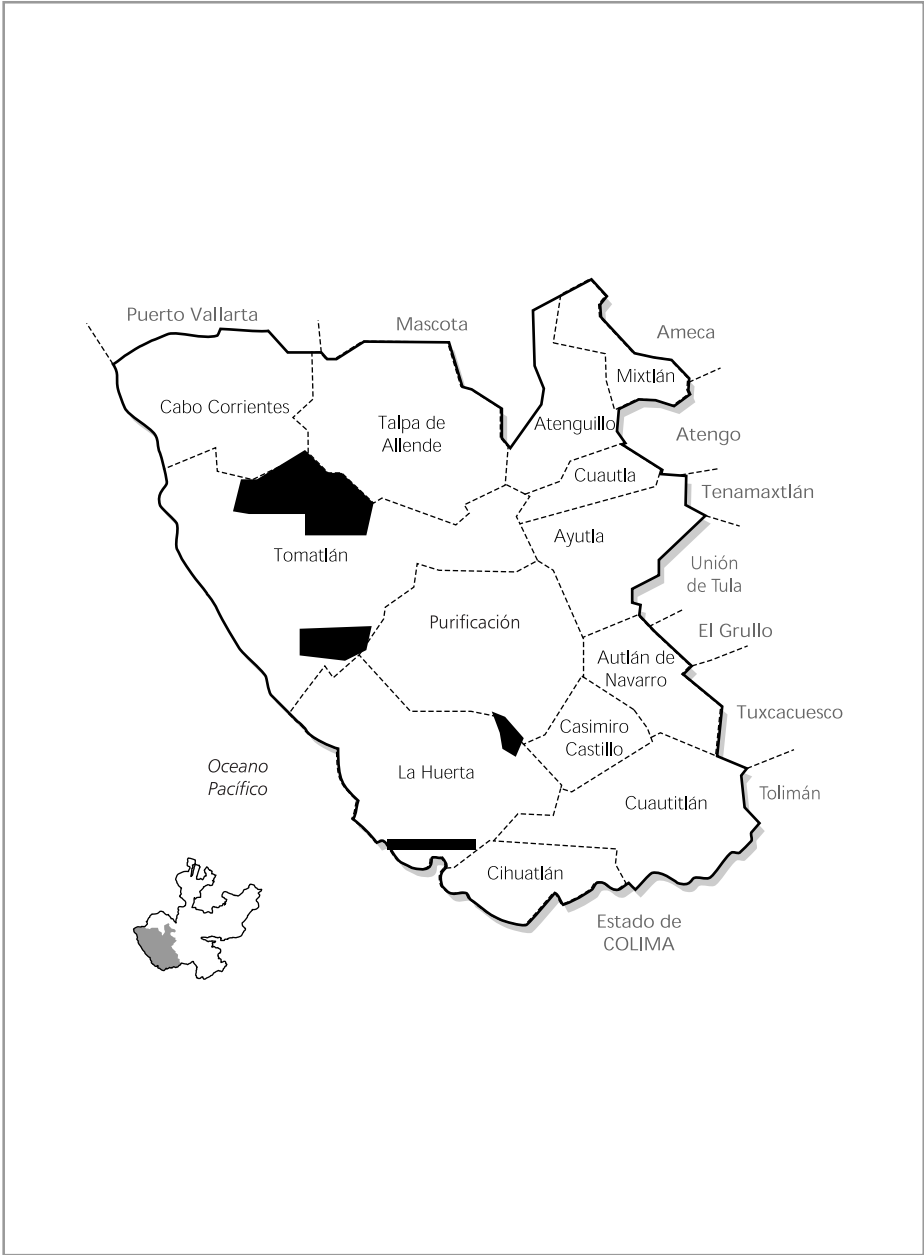 Puerto Vallarta
Mascota
Ameca
Mixtlán
Cabo Corrientes
Talpa de
Allende
Atenguillo
Atengo
Cuautla
Tenamaxtlán
Ayutla
Tomatlán
Unión
de Tula
Purificación
El Grullo
Autlán de
Navarro
Tuxcacuesco
Casimiro
Castillo
Oceano
Pacífico
La Huerta
Tolimán
Cuautitlán
Cihuatlán
Estado de
COLIMA